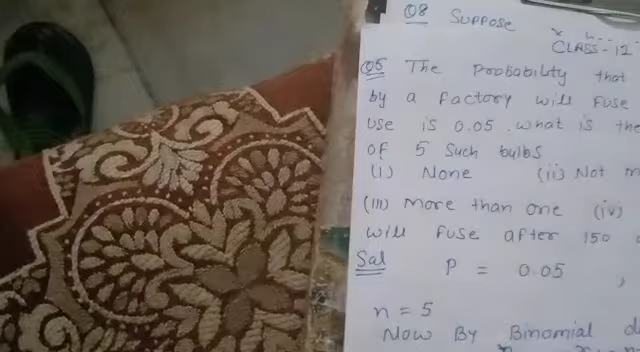 Q8 Suppose
CLASS-12
Q5 The Probability that
by a factory will fuse
use is 0.05. what is the
of 5 such bulbs
(i) None (ii) Not m
(iii) more than one (iv)
will fuse after 150
Sol P = 0.05 ,
n = 5
Now By Binomial d